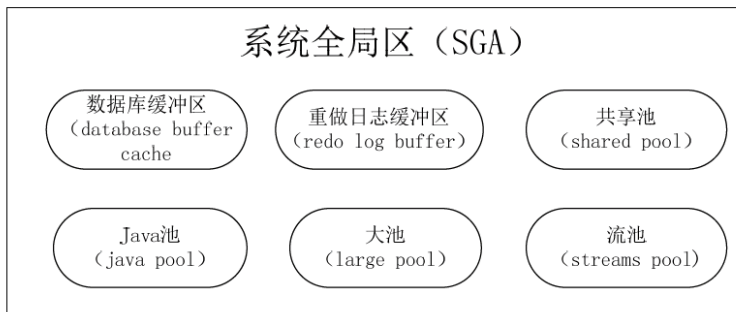 系统全局区（SGA）
数据库缓冲区
（database buffer
cache
重做日志缓冲区
（redo log buffer）
共享池
（shared pool）
Java池
（java pool）
大池
（large pool）
流池
（streams pool)